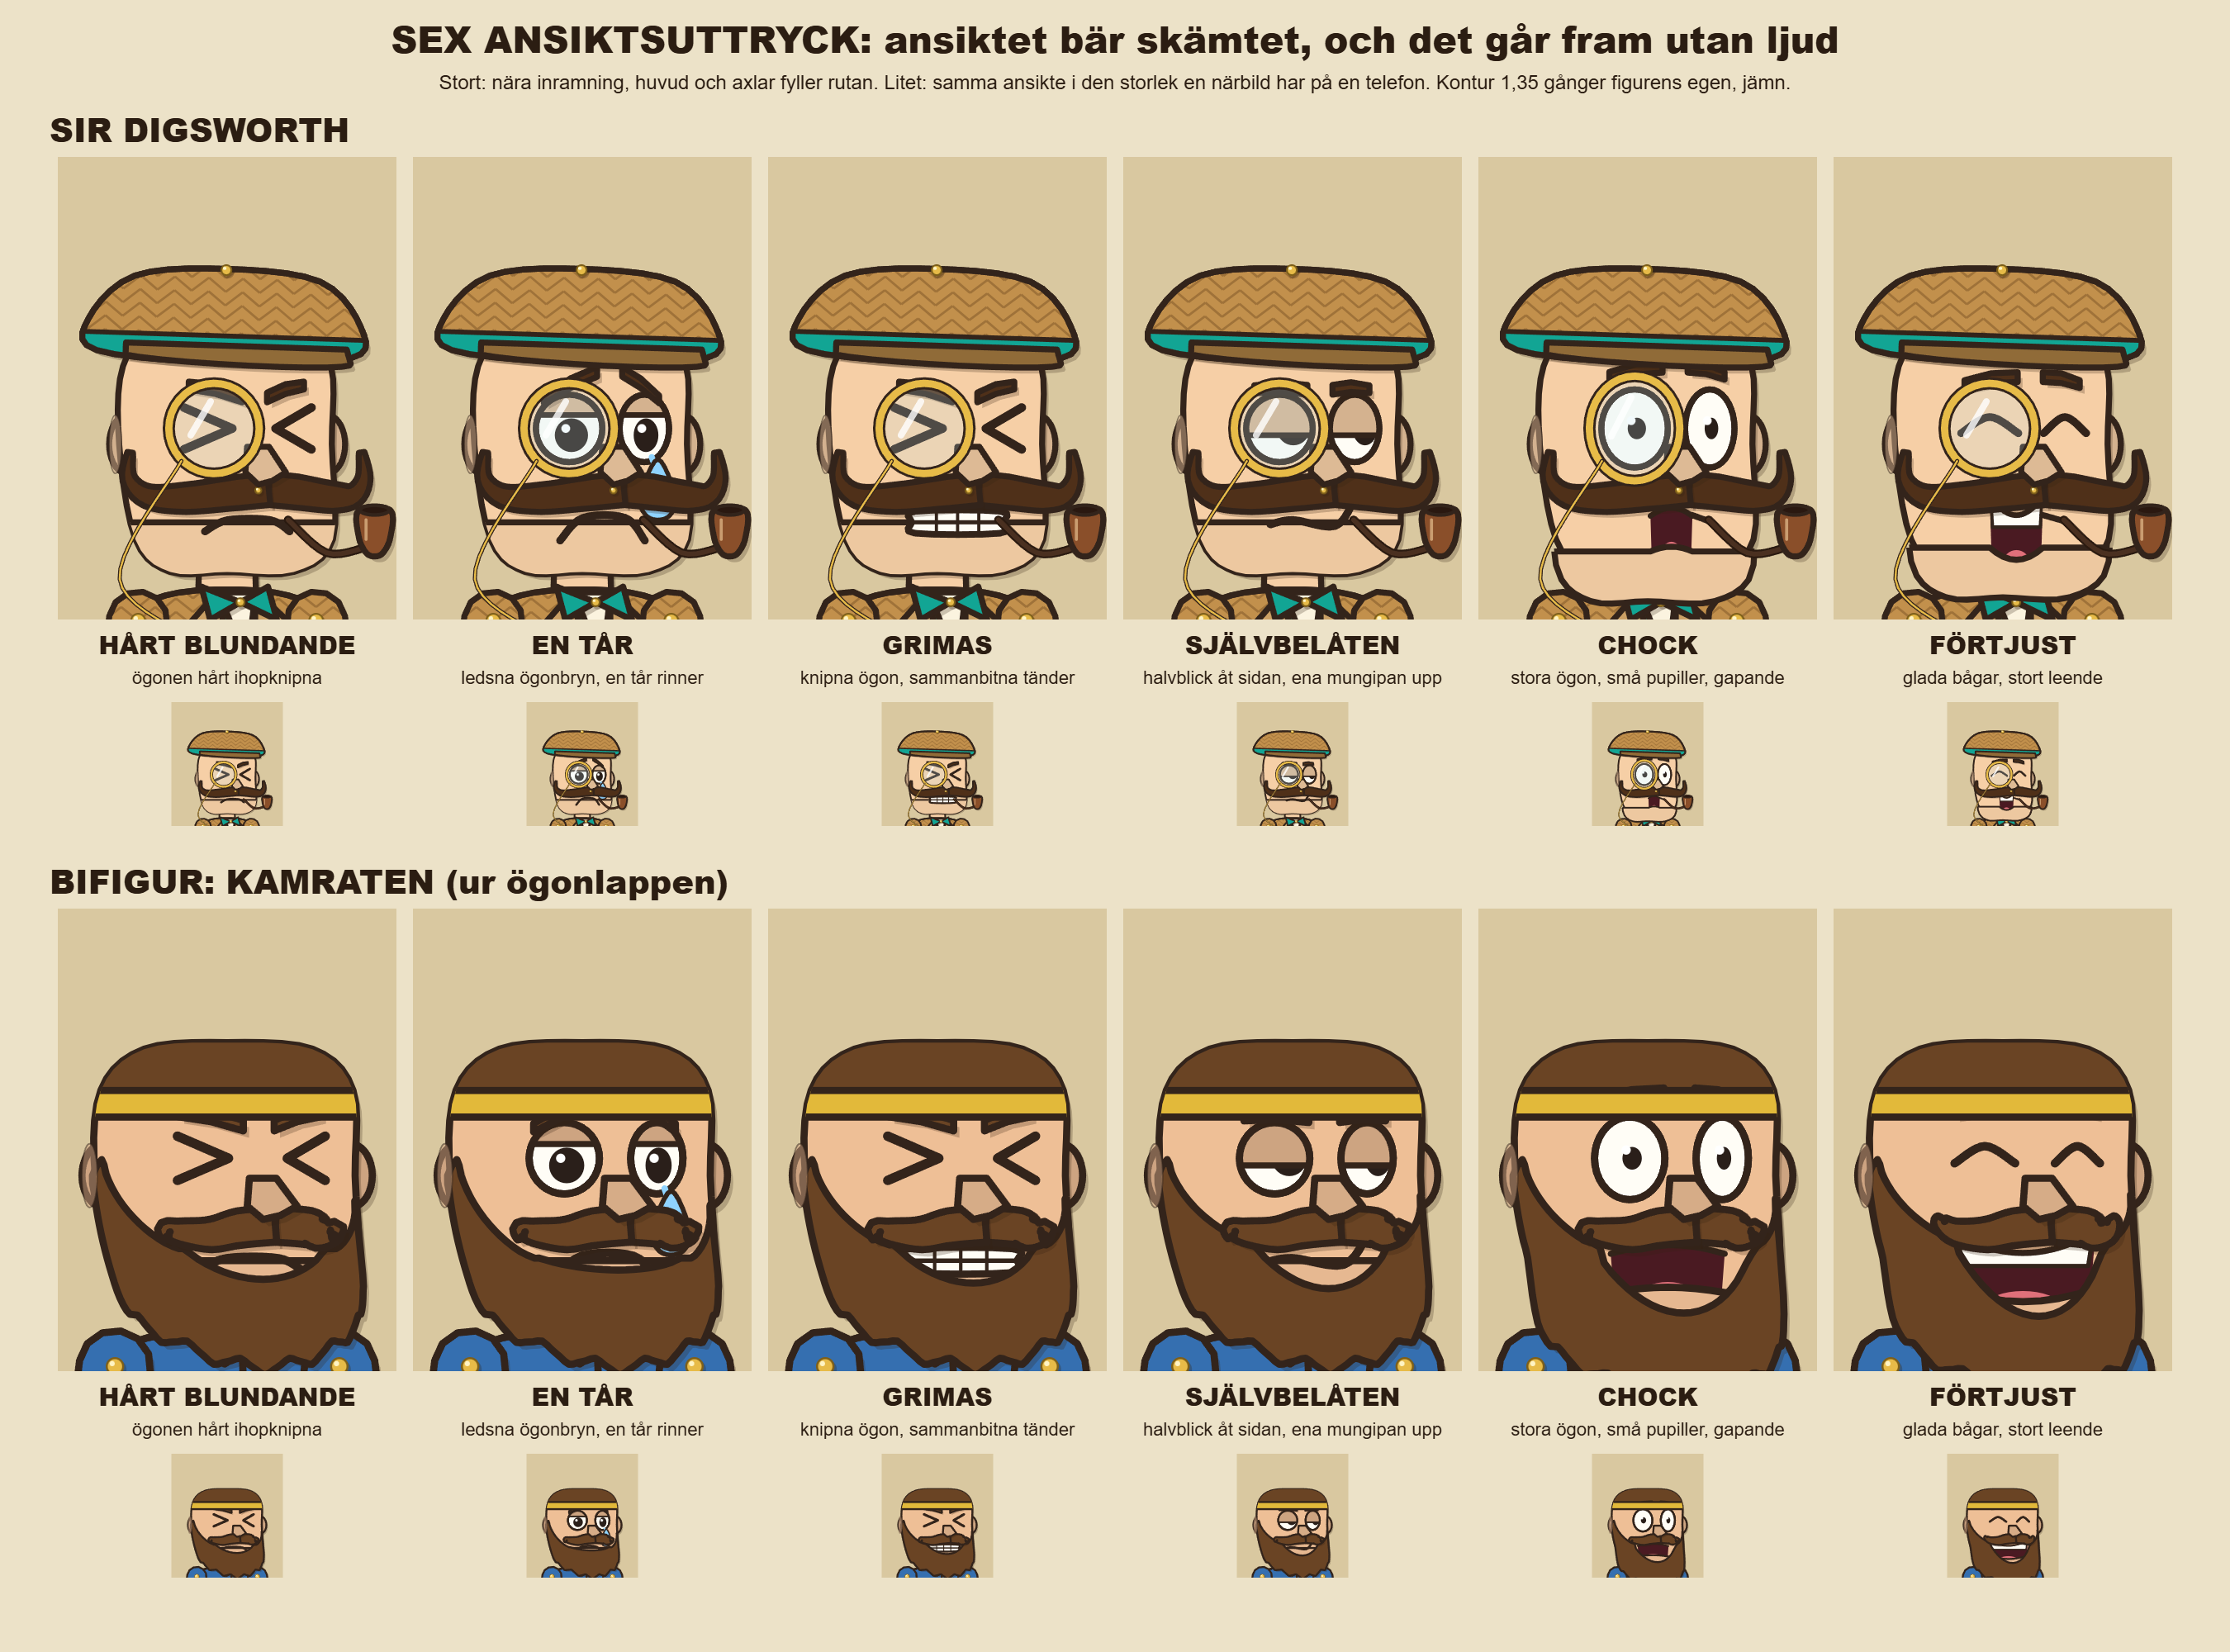 SEX ANSIKTSUTTRYCK: ansiktet bär skämtet, och det går fram utan ljud
Stort: nära inramning, huvud och axlar fyller rutan. Litet: samma ansikte i den storlek en närbild har på en telefon. Kontur 1,35 gånger figurens egen, jämn.
SIR DIGSWORTH
HÅRT BLUNDANDE
ögonen hårt ihopknipna
EN TÅR
ledsna ögonbryn, en tår rinner
GRIMAS
knipna ögon, sammanbitna tänder
SJÄLVBELÅTEN
halvblick åt sidan, ena mungipan upp
CHOCK
stora ögon, små pupiller, gapande
FÖRTJUST
glada bågar, stort leende
BIFIGUR: KAMRATEN (ur ögonlappen)
HÅRT BLUNDANDE
ögonen hårt ihopknipna
EN TÅR
ledsna ögonbryn, en tår rinner
GRIMAS
knipna ögon, sammanbitna tänder
SJÄLVBELÅTEN
halvblick åt sidan, ena mungipan upp
CHOCK
stora ögon, små pupiller, gapande
FÖRTJUST
glada bågar, stort leende